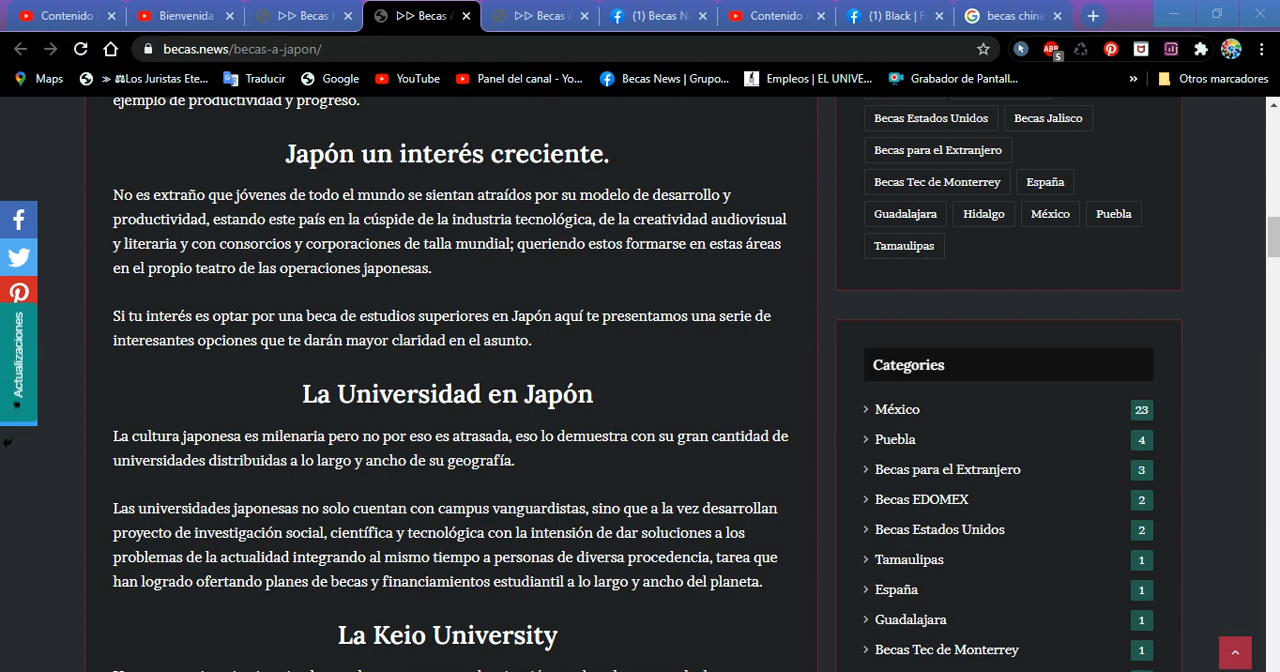 Contenido
Bienvenida
>> Becas N
>> Becas A
>> Becas A
(1) Becas N
Contenido
(1) Black | F
becas china
becas.news/becas-a-japon/
ABP
5
Maps
» ⚖Los Juristas Ete...
Traducir
Google
YouTube
Panel del canal - Yo...
Becas News | Grupo...
Empleos | EL UNIVE...
Grabador de Pantall...
»
Otros marcadores
ejemplo de productividad y progreso.
Japón un interés creciente.
No es extraño que jóvenes de todo el mundo se sientan atraídos por su modelo de desarrollo y
productividad, estando este país en la cúspide de la industria tecnológica, de la creatividad audiovisual
y literaria y con consorcios y corporaciones de talla mundial; queriendo estos formarse en estas áreas
en el propio teatro de las operaciones japonesas.
Si tu interés es optar por una beca de estudios superiores en Japón aquí te presentamos una serie de
interesantes opciones que te darán mayor claridad en el asunto.
La Universidad en Japón
La cultura japonesa es milenaria pero no por eso es atrasada, eso lo demuestra con su gran cantidad de
universidades distribuidas a lo largo y ancho de su geografía.
Las universidades japonesas no solo cuentan con campus vanguardistas, sino que a la vez desarrollan
proyecto de investigación social, científica y tecnológica con la intensión de dar soluciones a los
problemas de la actualidad integrando al mismo tiempo a personas de diversa procedencia, tarea que
han logrado ofertando planes de becas y financiamientos estudiantil a lo largo y ancho del planeta.
La Keio University
Actualizaciones
Becas Estados Unidos
Becas Jalisco
Becas para el Extranjero
Becas Tec de Monterrey
España
Guadalajara
Hidalgo
México
Puebla
Tamaulipas
Categories
México 23
Puebla 4
Becas para el Extranjero 3
Becas EDOMEX 2
Becas Estados Unidos 2
Tamaulipas 1
España 1
Guadalajara 1
Becas Tec de Monterrey 1